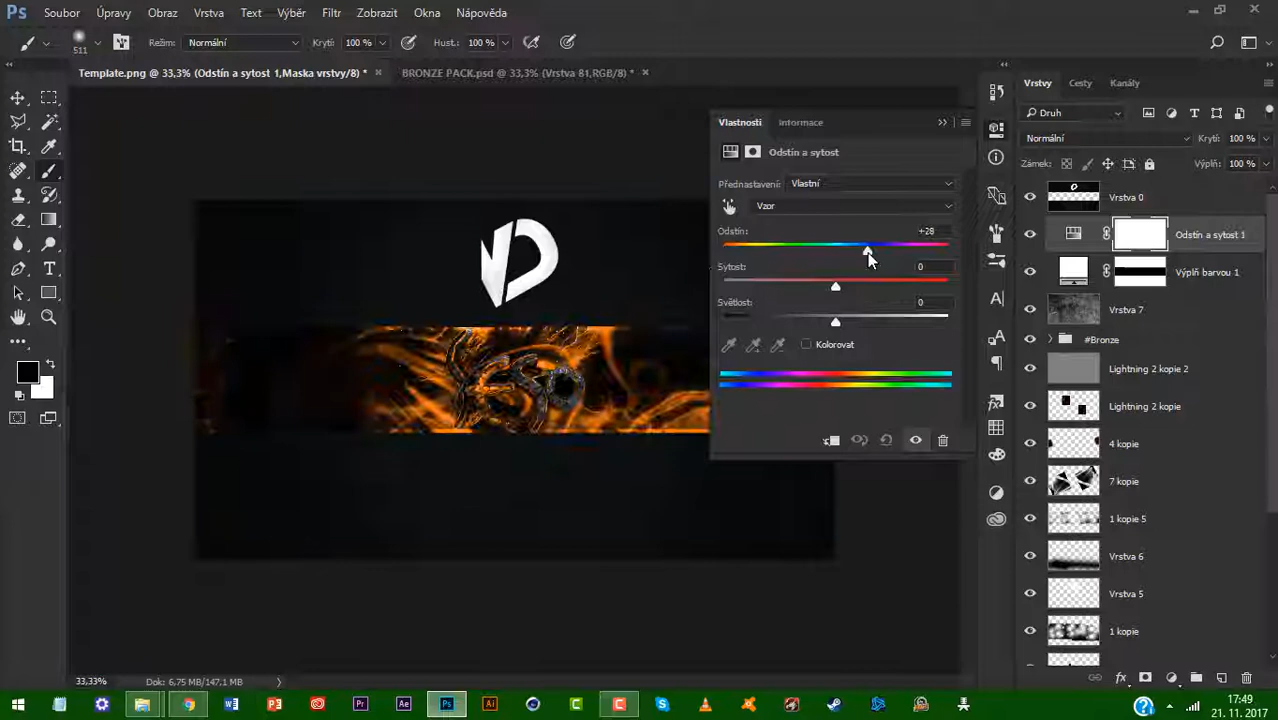 Ps Soubor Úpravy Obraz Vrstva Text Výběr Filtr Zobrazit Okna Nápověda
511 Režim: Normální Krytí: 100 % Hust.: 100 %
Template.png @ 33,3% (Odstín a sytost 1,Maska vrstvy/8) * BRONZE PACK.psd @ 33,3% (Vrstva 81,RGB/8) *
Vrstvy Cesty Kanály
Druh
Normální Krytí: 100 %
Zámek: Výplň: 100 %
Vlastnosti Informace
Odstín a sytost
Přednastavení: Vlastní
Vzor
Odstín: +28
Sytost: 0
Světlost: 0
Kolorovat
Vrstva 0
Odstín a sytost 1
Výplň barvou 1
Vrstva 7
#Bronze
Lightning 2 kopie 2
Lightning 2 kopie
4 kopie
7 kopie
1 kopie 5
Vrstva 6
Vrstva 5
1 kopie
33,33% Dok: 6,75 MB/147,1 MB
17:49
21. 11. 2017